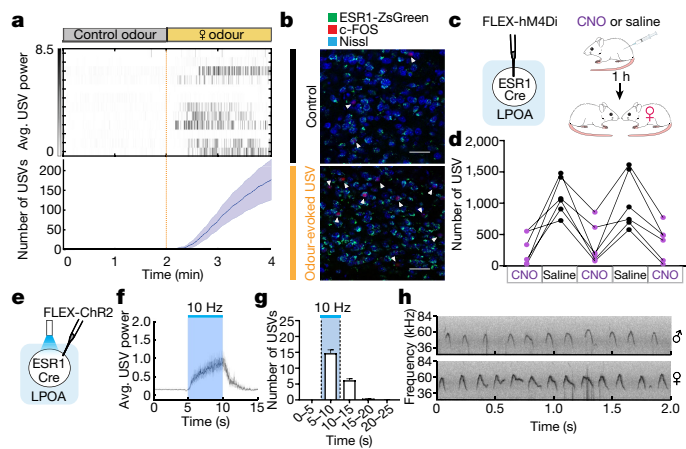 a
Control odour
♀ odour
8.5
Avg. USV power
0
200
150
100
50
0
Number of USVs
0 1 2 3 4
Time (min)
b
ESR1-ZsGreen
c-FOS
Nissl
Control
Odour-evoked USV
c
FLEX-hM4Di
ESR1
Cre
LPOA
CNO or saline
1 h
♀
d
2,000
1,500
1,000
500
0
Number of USV
CNO Saline CNO Saline CNO
e
FLEX-ChR2
ESR1
Cre
LPOA
f
10 Hz
2.0
1.5
1.0
0.5
0
Avg. USV power
0 5 10 15
Time (s)
g
10 Hz
25
20
15
10
5
0
Number of USVs
0–5 5–10 10–15 15–20 20–25
Time (s)
h
84
60
36
♂
84
60
36
♀
Frequency (kHz)
0 0.5 1.0 1.5 2.0
Time (s)